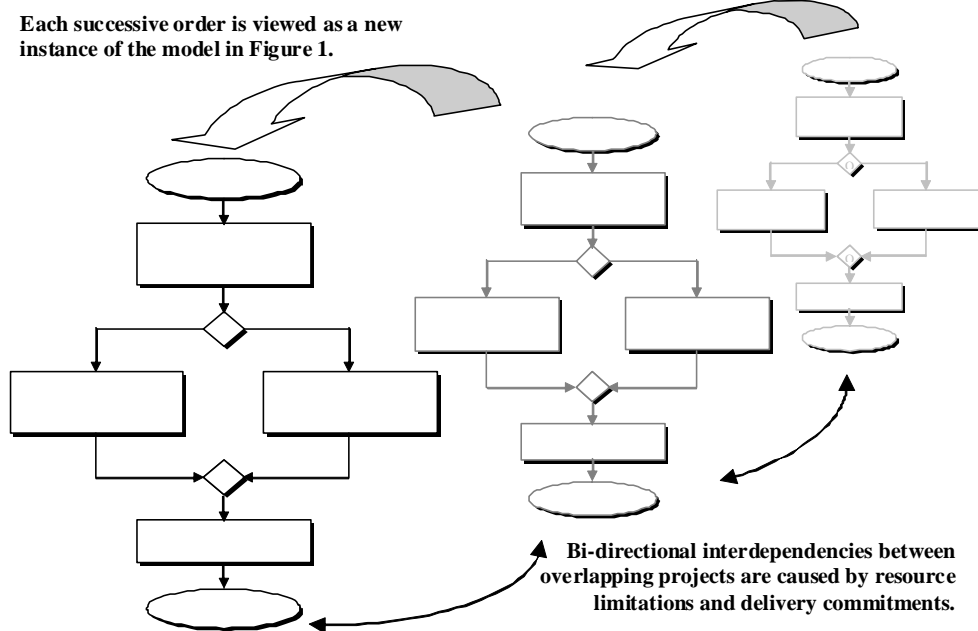 Each successive order is viewed as a new
instance of the model in Figure 1.
Bi-directional interdependencies between
overlapping projects are caused by resource
limitations and delivery commitments.